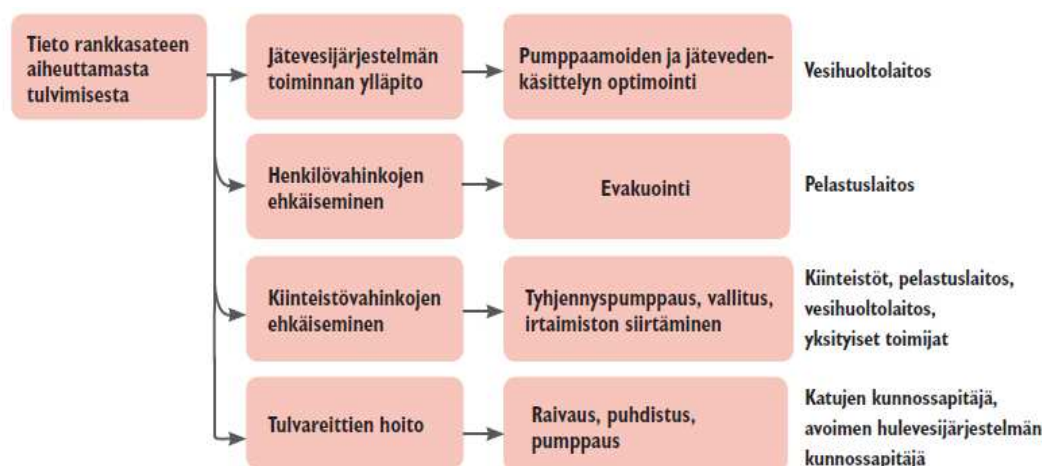 Tieto rankkasateen
aiheuttamasta
tulvimisesta
Jätevesijärjestelmän
toiminnan ylläpito
Pumppaamoiden ja jäteveden-
käsittelyn optimointi
Vesihuoltolaitos
Henkilövahinkojen
ehkäiseminen
Evakuointi
Pelastuslaitos
Kiinteistövahinkojen
ehkäiseminen
Tyhjennyspumppaus, vallitus,
irtaimiston siirtäminen
Kiinteistöt, pelastuslaitos,
vesihuoltolaitos,
yksityiset toimijat
Tulvareittien hoito
Raivaus, puhdistus,
pumppaus
Katujen kunnossapitäjä,
avoimen hulevesijärjestelmän
kunnossapitäjä